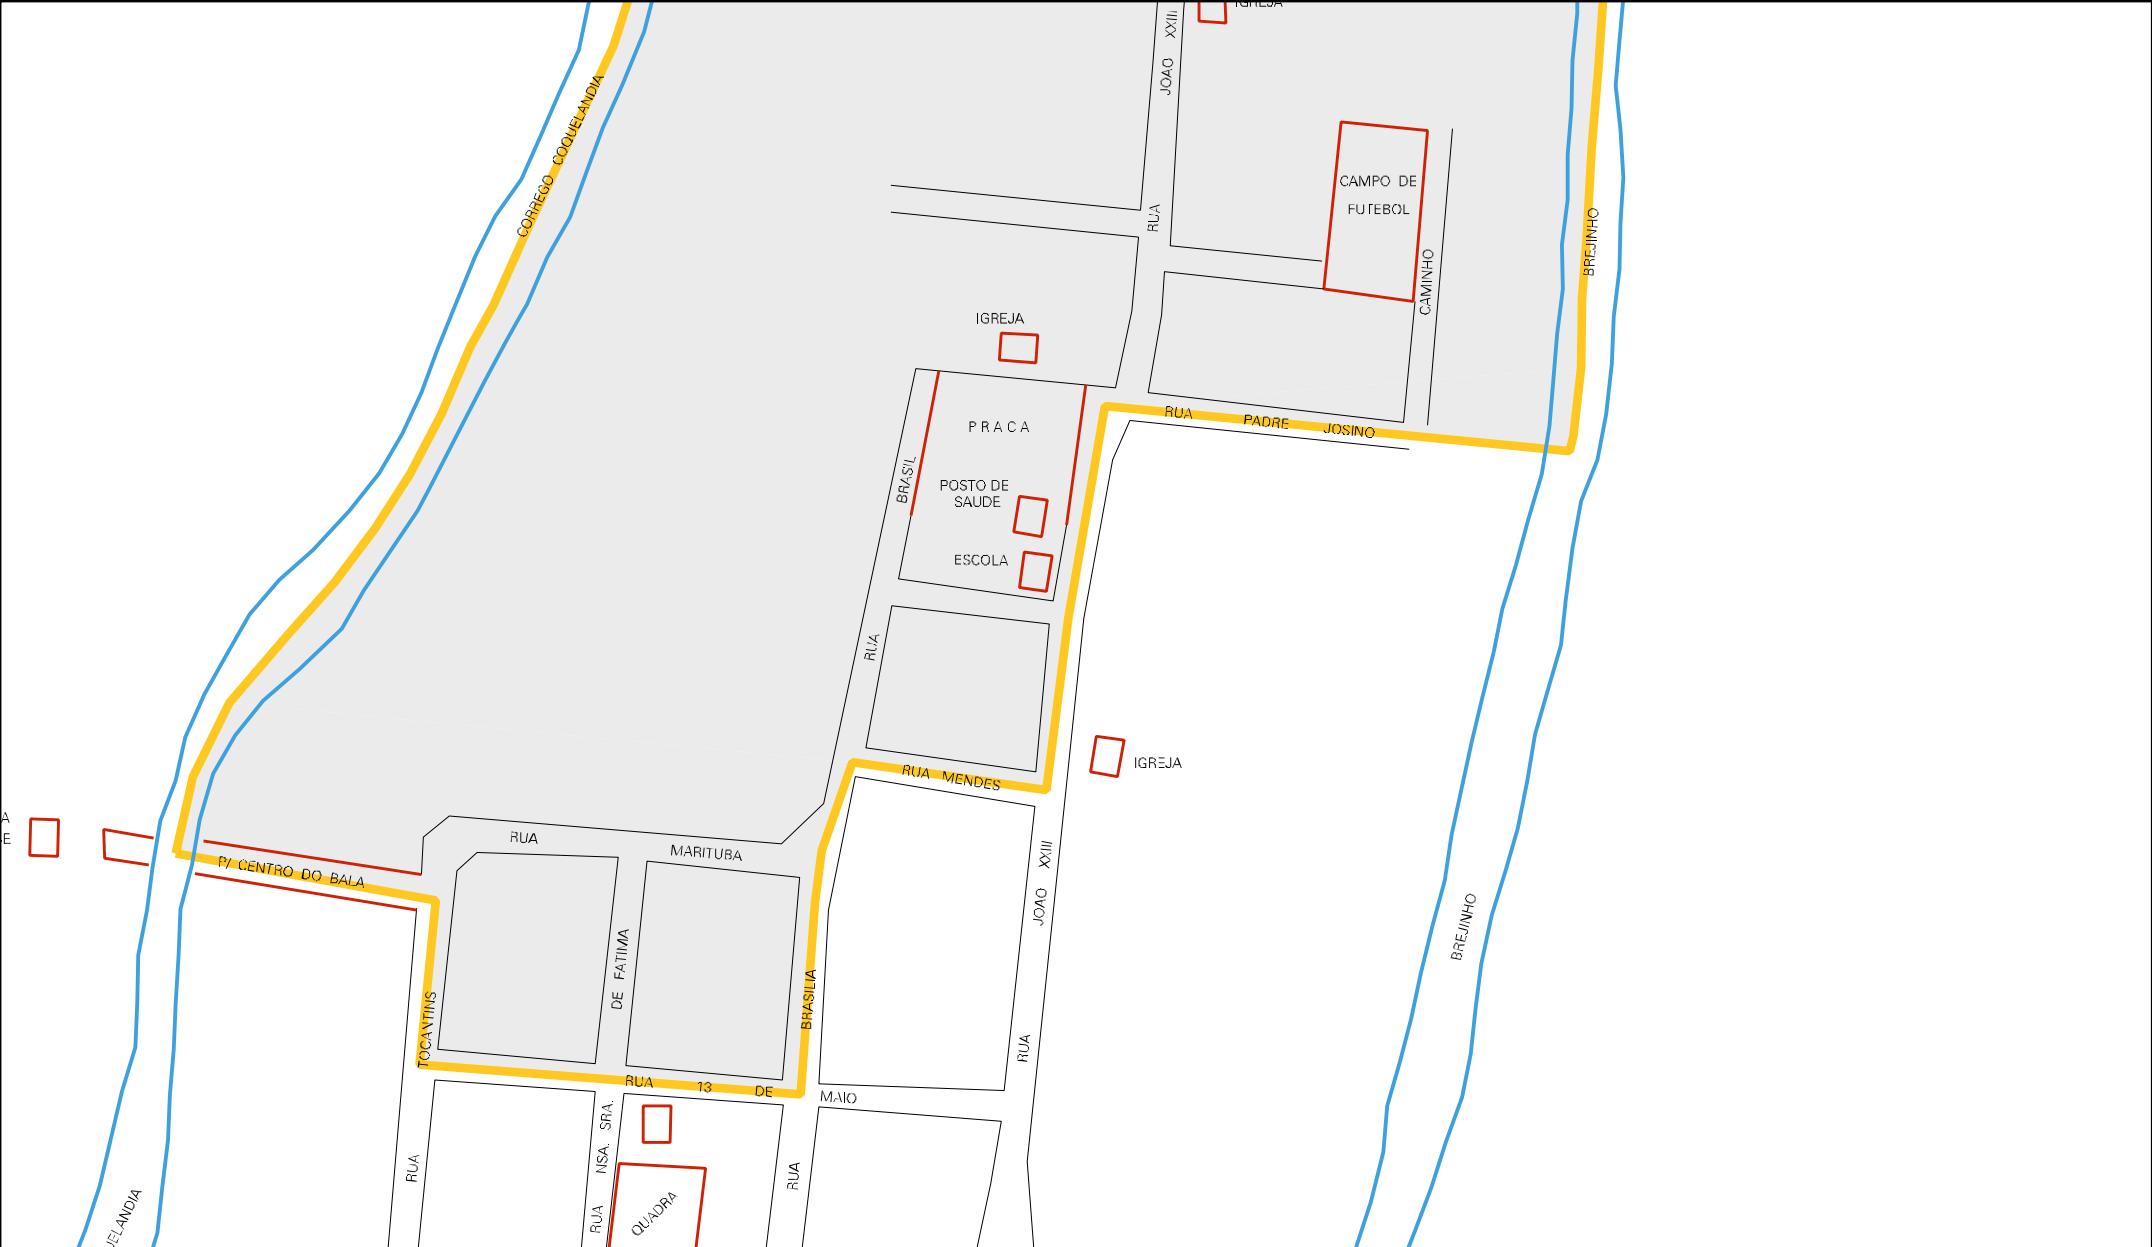 IGREJA
JOAO XXIII
CORREGO COQUELANDIA
CAMPO DE
FUTEBOL
RUA
BREJINHO
CAMINHO
IGREJA
RUA PADRE JOSINO
PRACA
BRASIL
POSTO DE
SAUDE
ESCOLA
RUA
IGREJA
RUA MENDES
RUA MARITUBA
P/ CENTRO DO BALA
JOAO XXIII
BREJINHO
DE FATIMA
BRASILIA
TOCANTINS
RUA
RUA 13 DE MAIO
NSA. SRA.
RUA
RUA
RUA
QUADRA